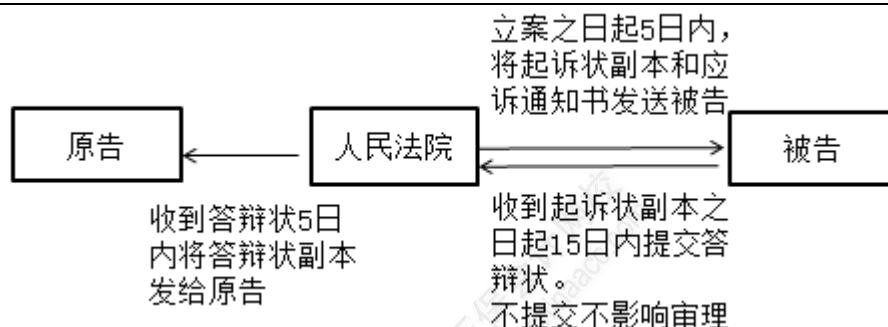 立案之日起5日内，
将起诉状副本和应
诉通知书发送被告
原告
人民法院
被告
收到答辩状5日
内将答辩状副本
发给原告
收到起诉状副本之
日起15日内提交答
辩状。
不提交不影响审理